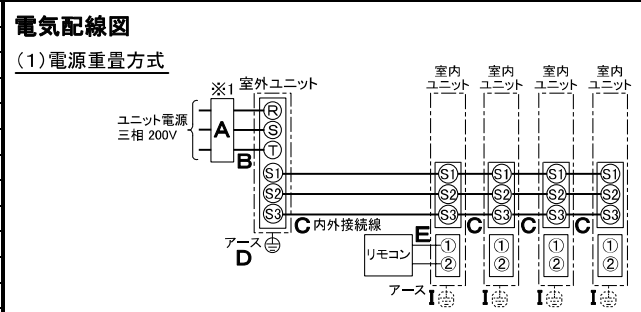 電気配線図
(1)電源重畳方式
※1
室外ユニット
室内
ユニット
室内
ユニット
室内
ユニット
室内
ユニット
ユニット電源
三相 200V
A
B
R
S
T
S1
S2
S3
S1
S2
S3
S1
S2
S3
S1
S2
S3
S1
S2
S3
C 内外接続線
C
C
C
アース
D
リモコン
E
①
②
①
②
①
②
①
②
アース I
I
I
I